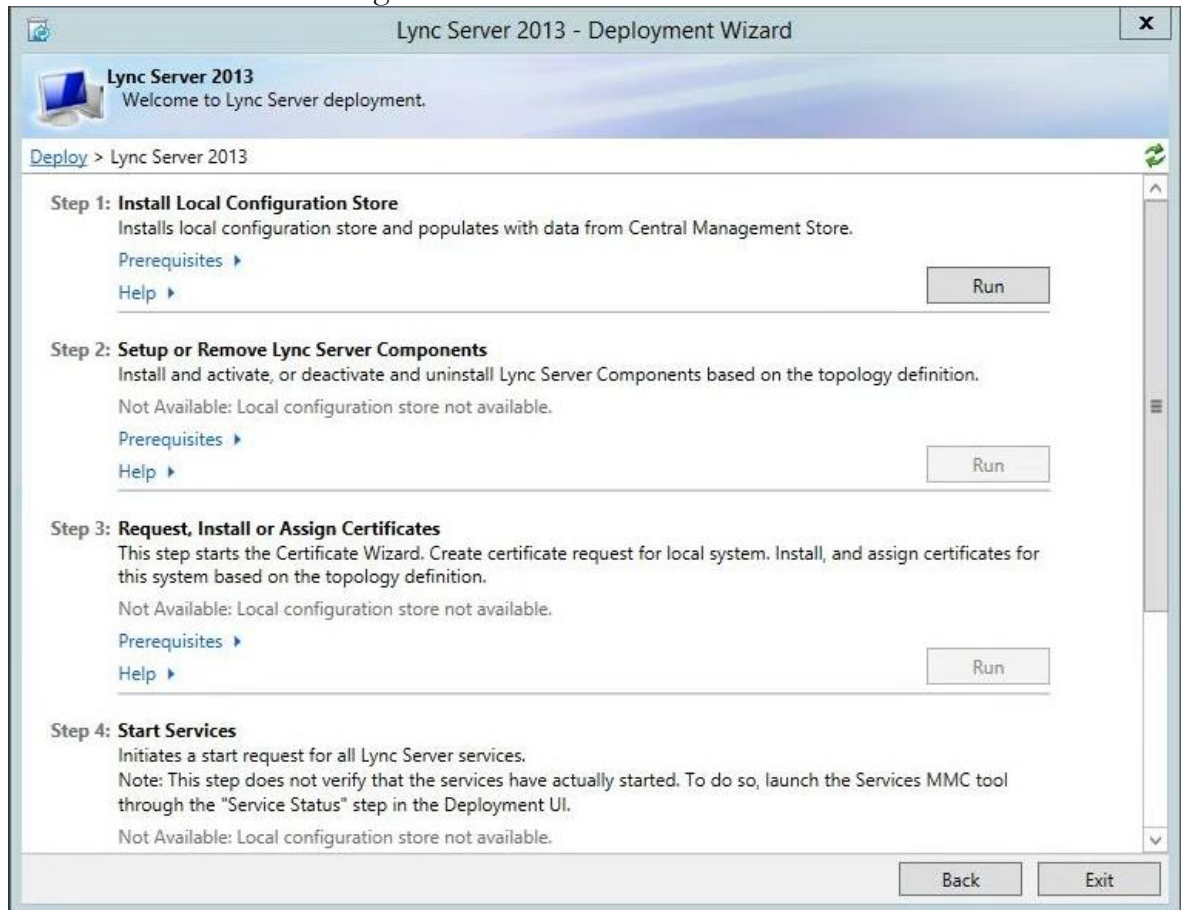 Lync Server 2013 - Deployment Wizard
x
Lync Server 2013
Welcome to Lync Server deployment.
Deploy > Lync Server 2013
Step 1: Install Local Configuration Store
Installs local configuration store and populates with data from Central Management Store.
Prerequisites
Help
Run
Step 2: Setup or Remove Lync Server Components
Install and activate, or deactivate and uninstall Lync Server Components based on the topology definition.
Not Available: Local configuration store not available.
Prerequisites
Help
Run
Step 3: Request, Install or Assign Certificates
This step starts the Certificate Wizard. Create certificate request for local system. Install, and assign certificates for
this system based on the topology definition.
Not Available: Local configuration store not available.
Prerequisites
Help
Run
Step 4: Start Services
Initiates a start request for all Lync Server services.
Note: This step does not verify that the services have actually started. To do so, launch the Services MMC tool
through the "Service Status" step in the Deployment UI.
Not Available: Local configuration store not available.
Back
Exit